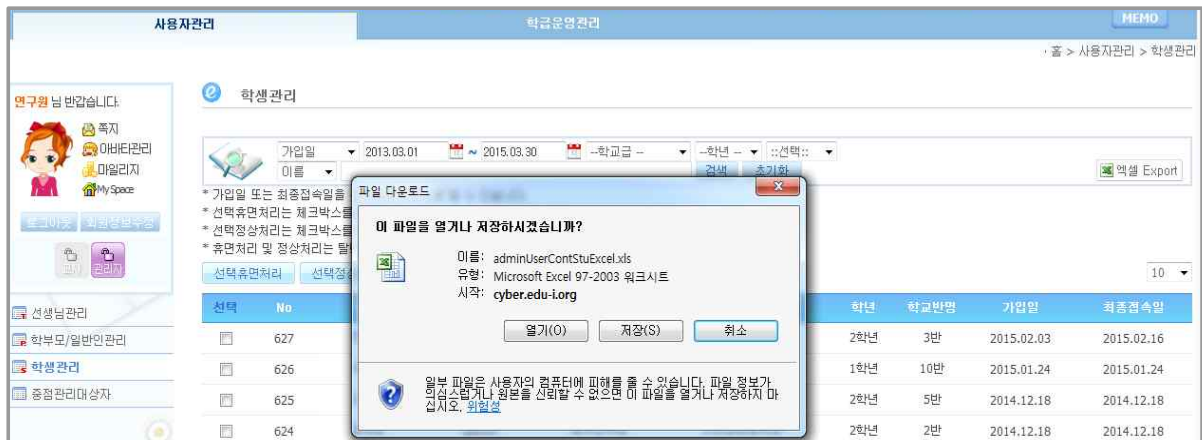 사용자관리
학급운영관리
MEMO
· 홈 > 사용자관리 > 학생관리
연구원 님 반갑습니다.
쪽지
아바타관리
마일리지
My Space
로그아웃 회원정보수정
관리자
선생님관리
학부모/일반인관리
학생관리
중점관리대상자
학생관리
가입일 2013.03.01 ~ 2015.03.30 --학교급 -- --학년 -- ::선택::
이름 검색 초기화
엑셀 Export
* 가입일 또는 최종접속일을
* 선택휴면처리는 체크박스를
* 선택정상처리는 체크박스를
* 휴면처리 및 정상처리는 탈
선택휴면처리 선택정상
10
파일 다운로드
이 파일을 열거나 저장하시겠습니까?
이름: adminUserContStuExcel.xls
유형: Microsoft Excel 97-2003 워크시트
시작: cyber.edu-i.org
열기(O) 저장(S) 취소
일부 파일은 사용자의 컴퓨터에 피해를 줄 수 있습니다. 파일 정보가
의심스럽거나 원본을 신뢰할 수 없으면 이 파일을 열거나 저장하지 마
십시오. 위험성
선택 No 학년 학교반명 가입일 최종접속일
627 2학년 3반 2015.02.03 2015.02.16
626 1학년 10반 2015.01.24 2015.01.24
625 2학년 5반 2014.12.18 2014.12.18
624 2학년 2반 2014.12.18 2014.12.18